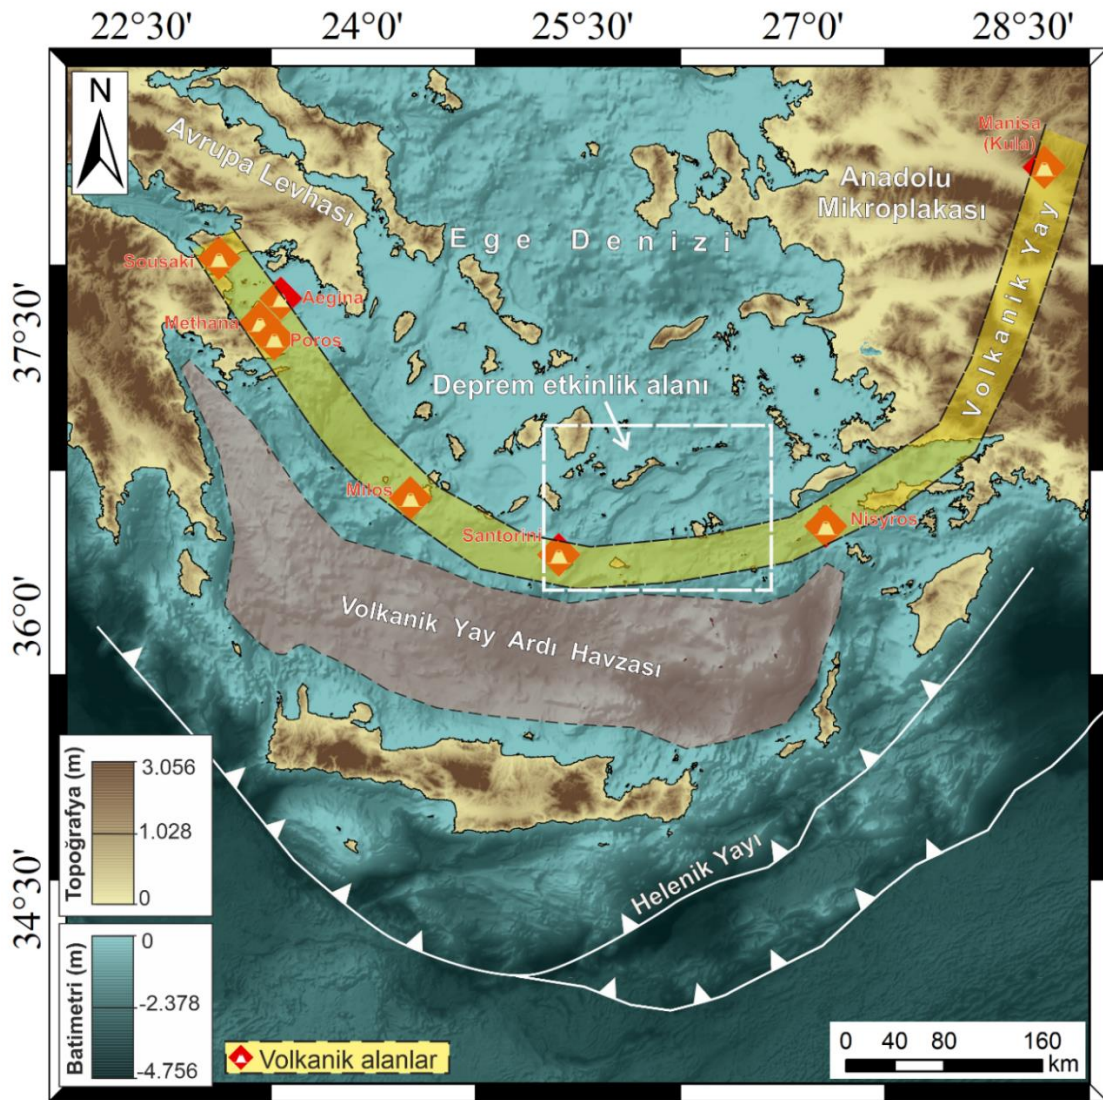 22°30' 24°0' 25°30' 27°0' 28°30'
N
Avrupa Levhası
Manisa
(Kula)
Anadolu
Mikroplakası
Ege Denizi
Volkanik Yay
Sousaki
Aegina
Methana
Poros
37°30'
Deprem etkinlik alanı
Milos
Santorini
Nisyros
36°0'
Volkanik Yay Ardı Havzası
Helenik Yayı
34°30'
Topoğrafya (m)
3.056
1.028
0
Batimetri (m)
0
-2.378
-4.756
Volkanik alanlar
0 40 80 160
km